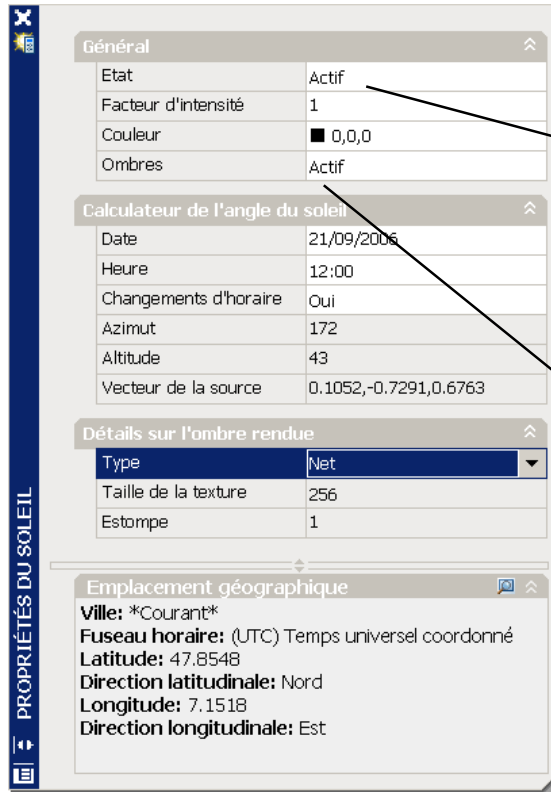 Général
Etat Actif
Facteur d'intensité 1
Couleur 0,0,0
Ombres Actif
Calculateur de l'angle du soleil
Date 21/09/2006
Heure 12:00
Changements d'horaire Oui
Azimut 172
Altitude 43
Vecteur de la source 0.1052,-0.7291,0.6763
Détails sur l'ombre rendue
Type Net
Taille de la texture 256
Estompe 1
Emplacement géographique
Ville: *Courant*
Fuseau horaire: (UTC) Temps universel coordonné
Latitude: 47.8548
Direction latitudinale: Nord
Longitude: 7.1518
Direction longitudinale: Est
PROPRIÉTÉS DU SOLEIL